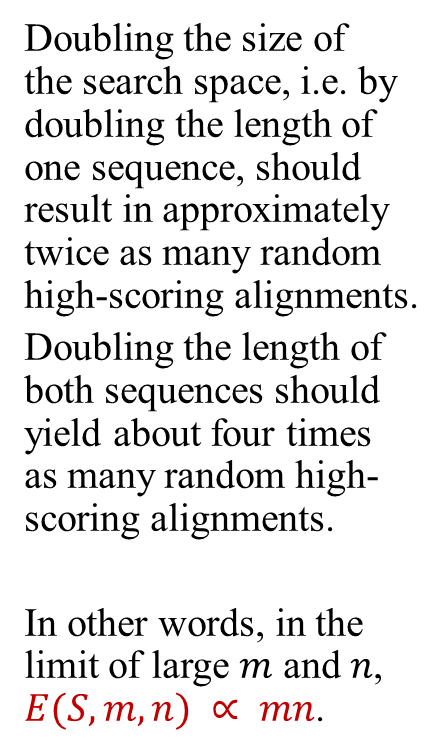 Doubling the size of
the search space, i.e. by
doubling the length of
one sequence, should
result in approximately
twice as many random
high-scoring alignments.
Doubling the length of
both sequences should
yield about four times
as many random high-
scoring alignments.
In other words, in the
limit of large m and n,
E(S, m, n) ∝ mn.